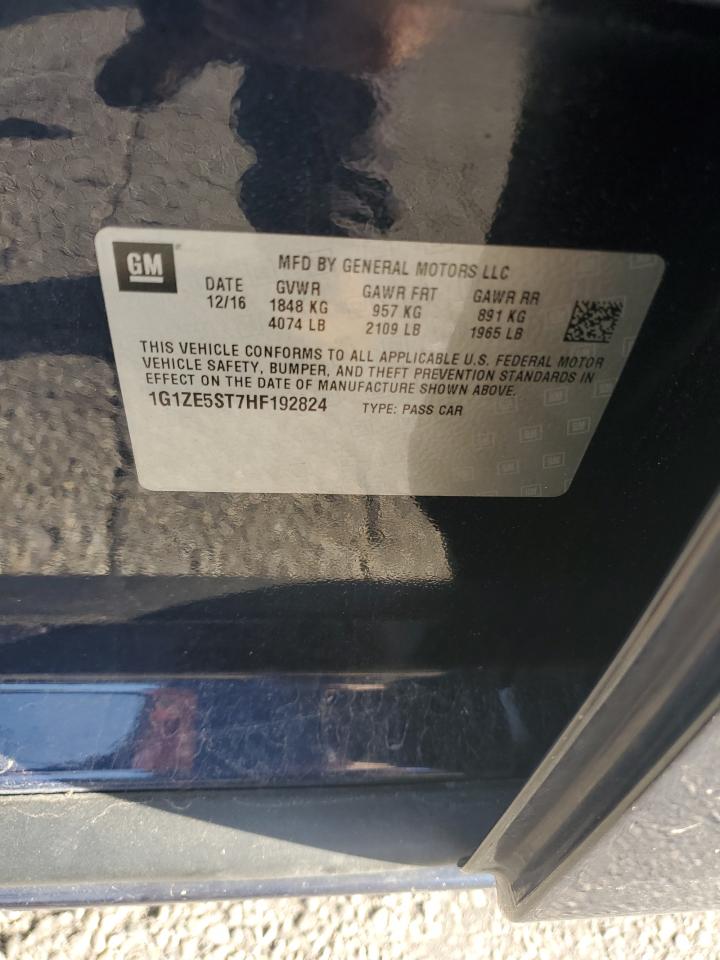 GM
MFD BY GENERAL MOTORS LLC
DATE GVWR GAWR FRT GAWR RR
12/16 1848 KG 957 KG 891 KG
4074 LB 2109 LB 1965 LB
THIS VEHICLE CONFORMS TO ALL APPLICABLE U.S. FEDERAL MOTOR
VEHICLE SAFETY, BUMPER, AND THEFT PREVENTION STANDARDS IN
EFFECT ON THE DATE OF MANUFACTURE SHOWN ABOVE.
1G1ZE5ST7HF192824 TYPE: PASS CAR